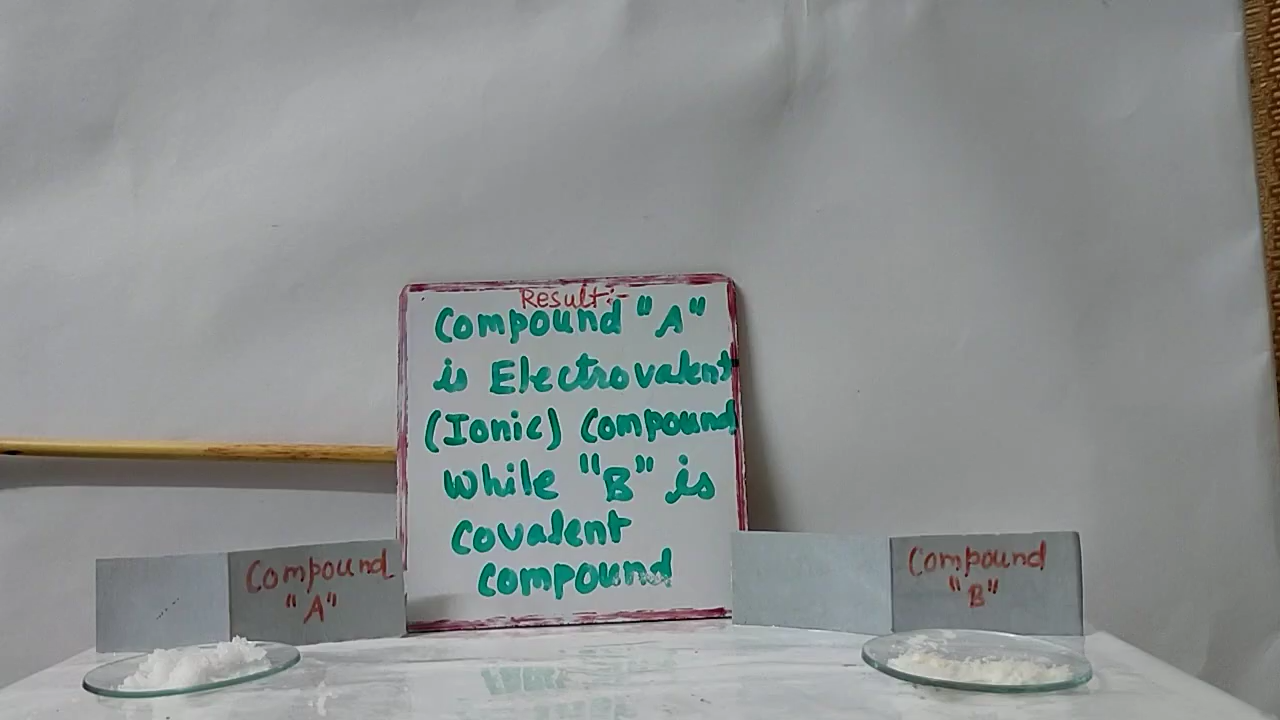 Result:-
Compound "A"
is Electrovalent
(Ionic) Compound
While "B" is
Covalent
Compound
Compound
"A"
Compound
"B"